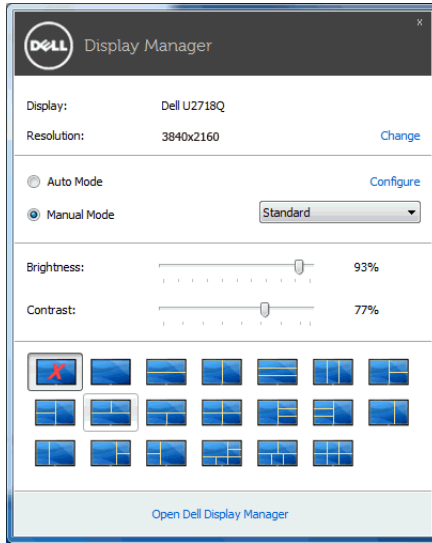 x
DELL Display Manager
Display: Dell U2718Q
Resolution: 3840x2160 Change
Auto Mode Configure
Manual Mode Standard
Brightness: 93%
Contrast: 77%
X
Open Dell Display Manager